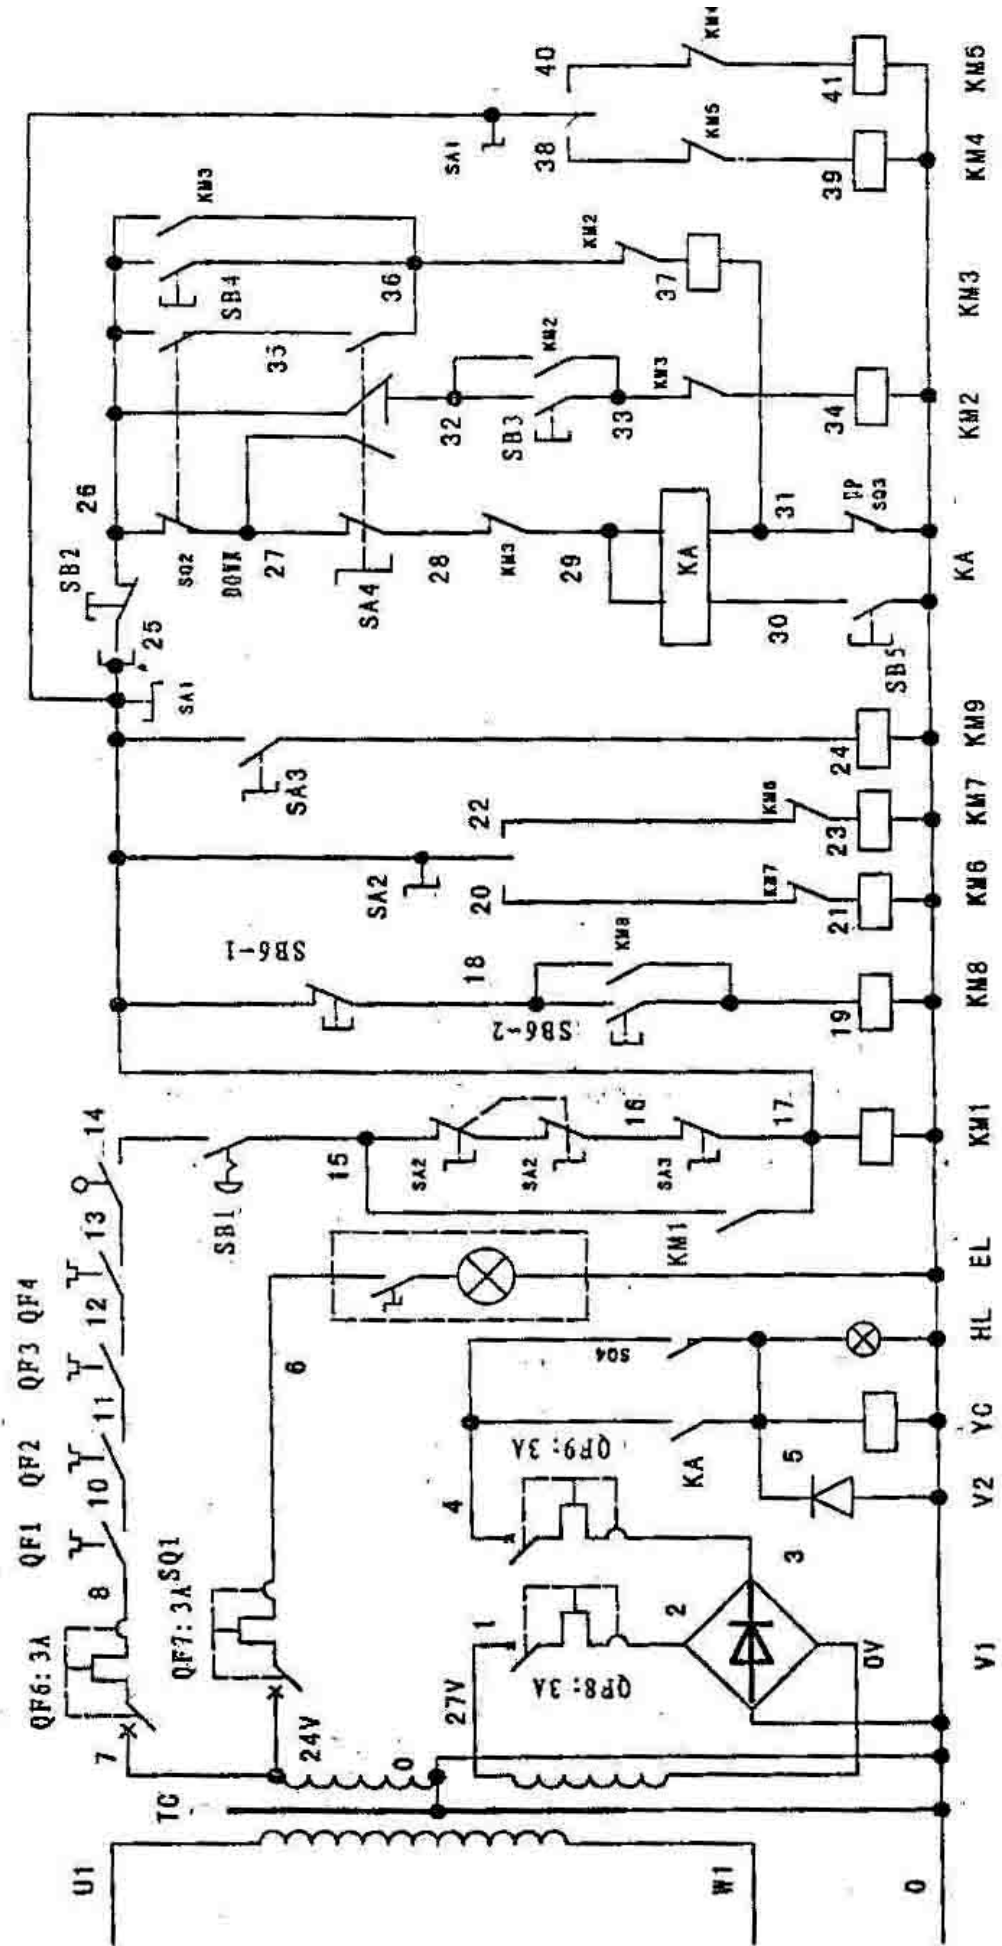 U1
W1
0
TC
24V
0
27V
0V
7
QF6:3A
8
QF1
10
QF2
11
QF3
12
QF4
13
14
QF7:3A
SQ1
6
1
QF8:3A
2
3
4
QF9:3A
KA
5
SQ4
SB1
15
SA2
SA2
16
SA3
17
KM1
SB6-1
18
SB6-2
KM8
19
SA2
20
22
KM7
KM6
21
23
SA3
24
SA1
25
SB2
26
SQ2
DOWN
27
SA4
28
KM3
29
KA
30
31
SB5
UP
SQ3
32
SB3
KM2
33
KM3
34
35
SB4
KM3
36
KM2
37
SA1
38
40
KM5
KM4
39
41
V1
V2
YC
HL
EL
KM1
KM8
KM6
KM7
KM9
KA
KM2
KM3
KM4
KM5